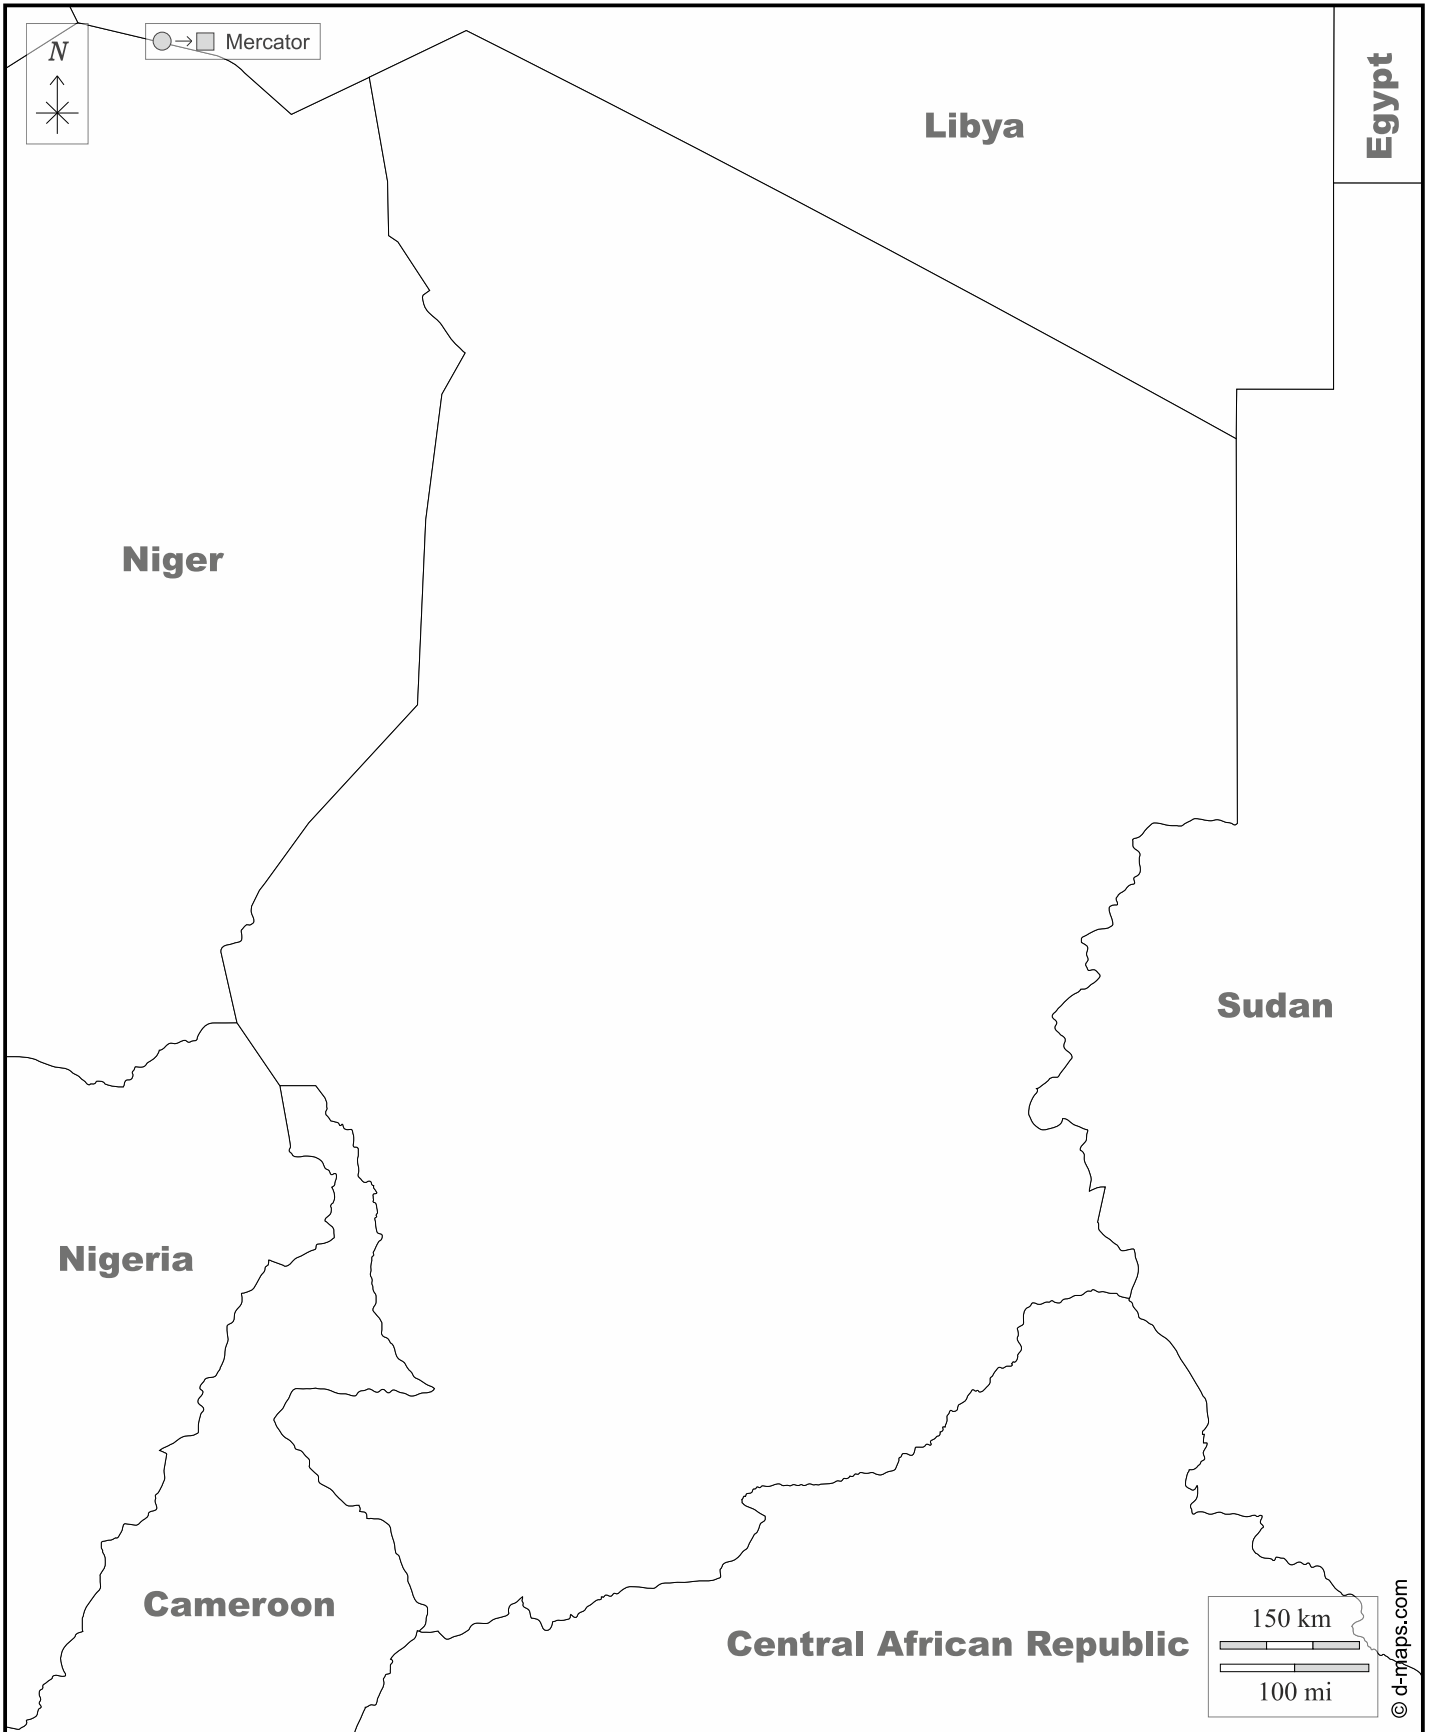 N
Mercator
Libya
Egypt
Niger
Sudan
Nigeria
Cameroon
Central African Republic
150 km
100 mi
© d-maps.com